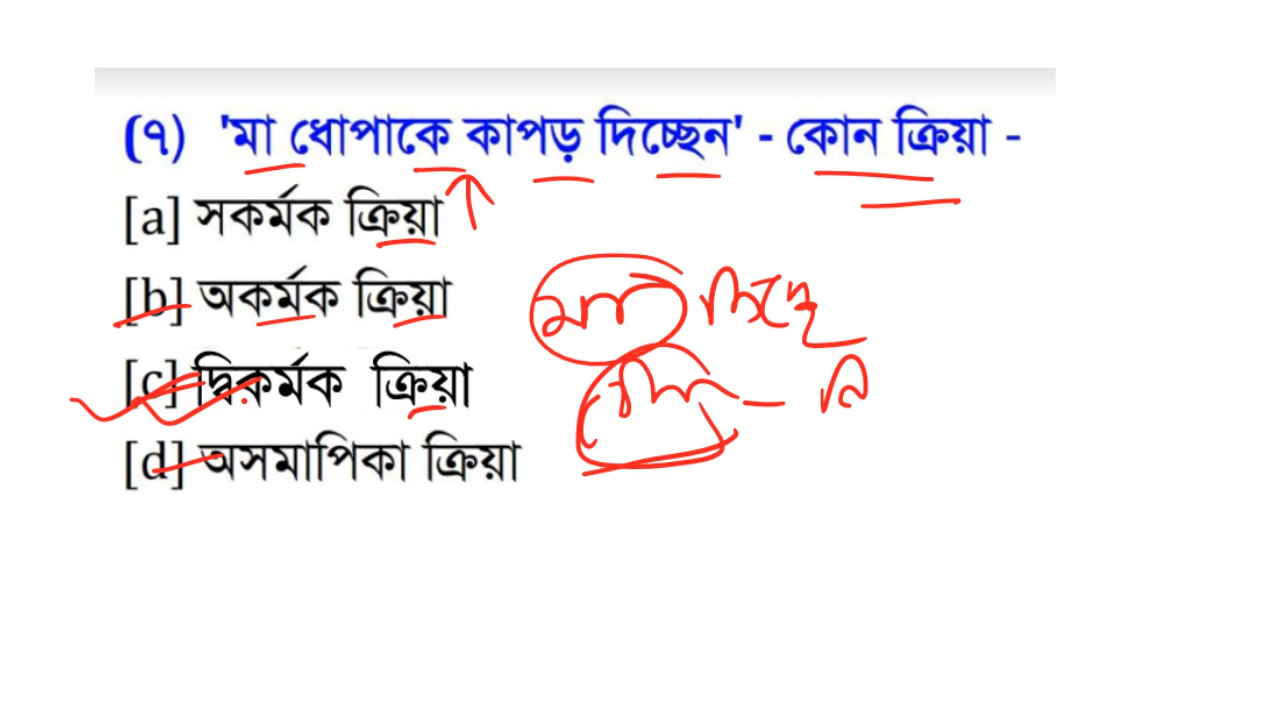 (৭) 'মা ধোপাকে কাপড় দিচ্ছেন' - কোন ক্রিয়া -
[a] সকর্মক ক্রিয়া
[b] অকর্মক ক্রিয়া
[c] দ্বিকর্মক ক্রিয়া
[d] অসমাপিকা ক্রিয়া